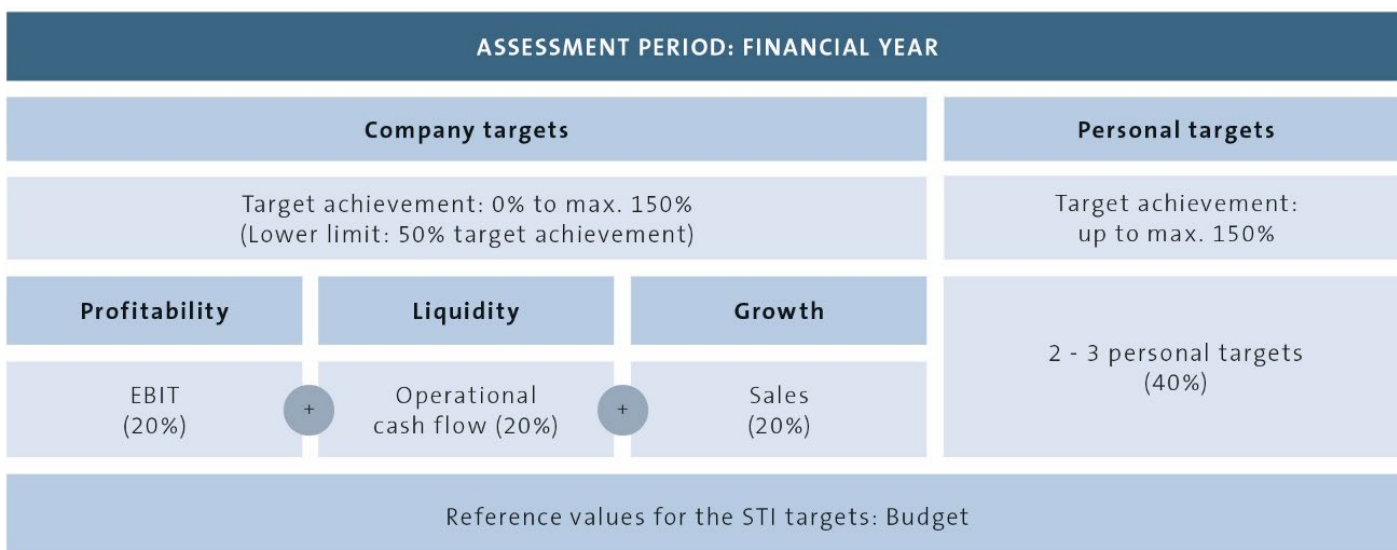 ASSESSMENT PERIOD: FINANCIAL YEAR
Company targets
Personal targets
Target achievement: 0% to max. 150%
(Lower limit: 50% target achievement)
Target achievement:
up to max. 150%
Profitability
Liquidity
Growth
2 - 3 personal targets
(40%)
EBIT
(20%)
+
Operational
cash flow (20%)
+
Sales
(20%)
Reference values for the STI targets: Budget